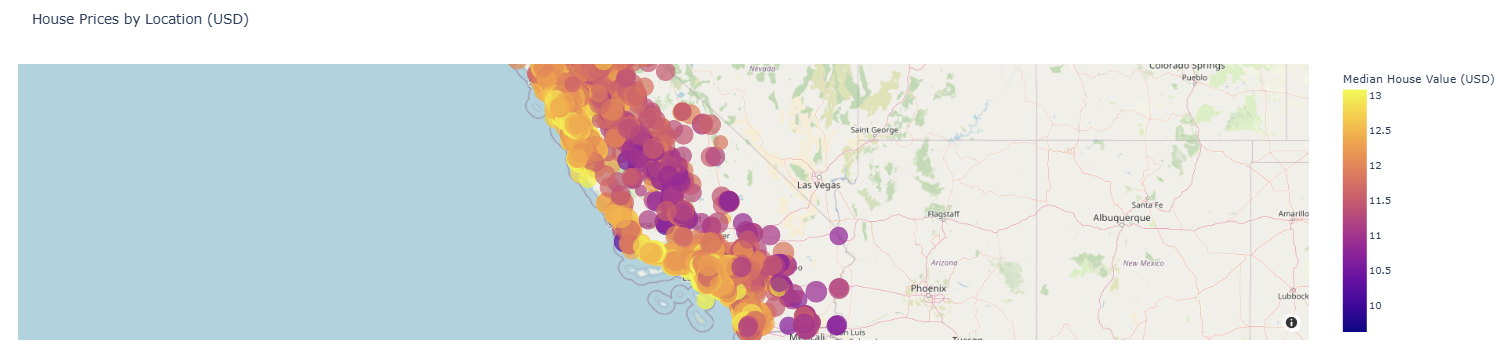 House Prices by Location (USD)
Nevada
Colorado Springs
Pueblo
Median House Value (USD)
13
12.5
12
11.5
11
10.5
10
Saint George
Las Vegas
Santa Fe
Flagstaff
Albuquerque
Amarillo
Arizona
New Mexico
Phoenix
Lubbock
San Luis
Tucson